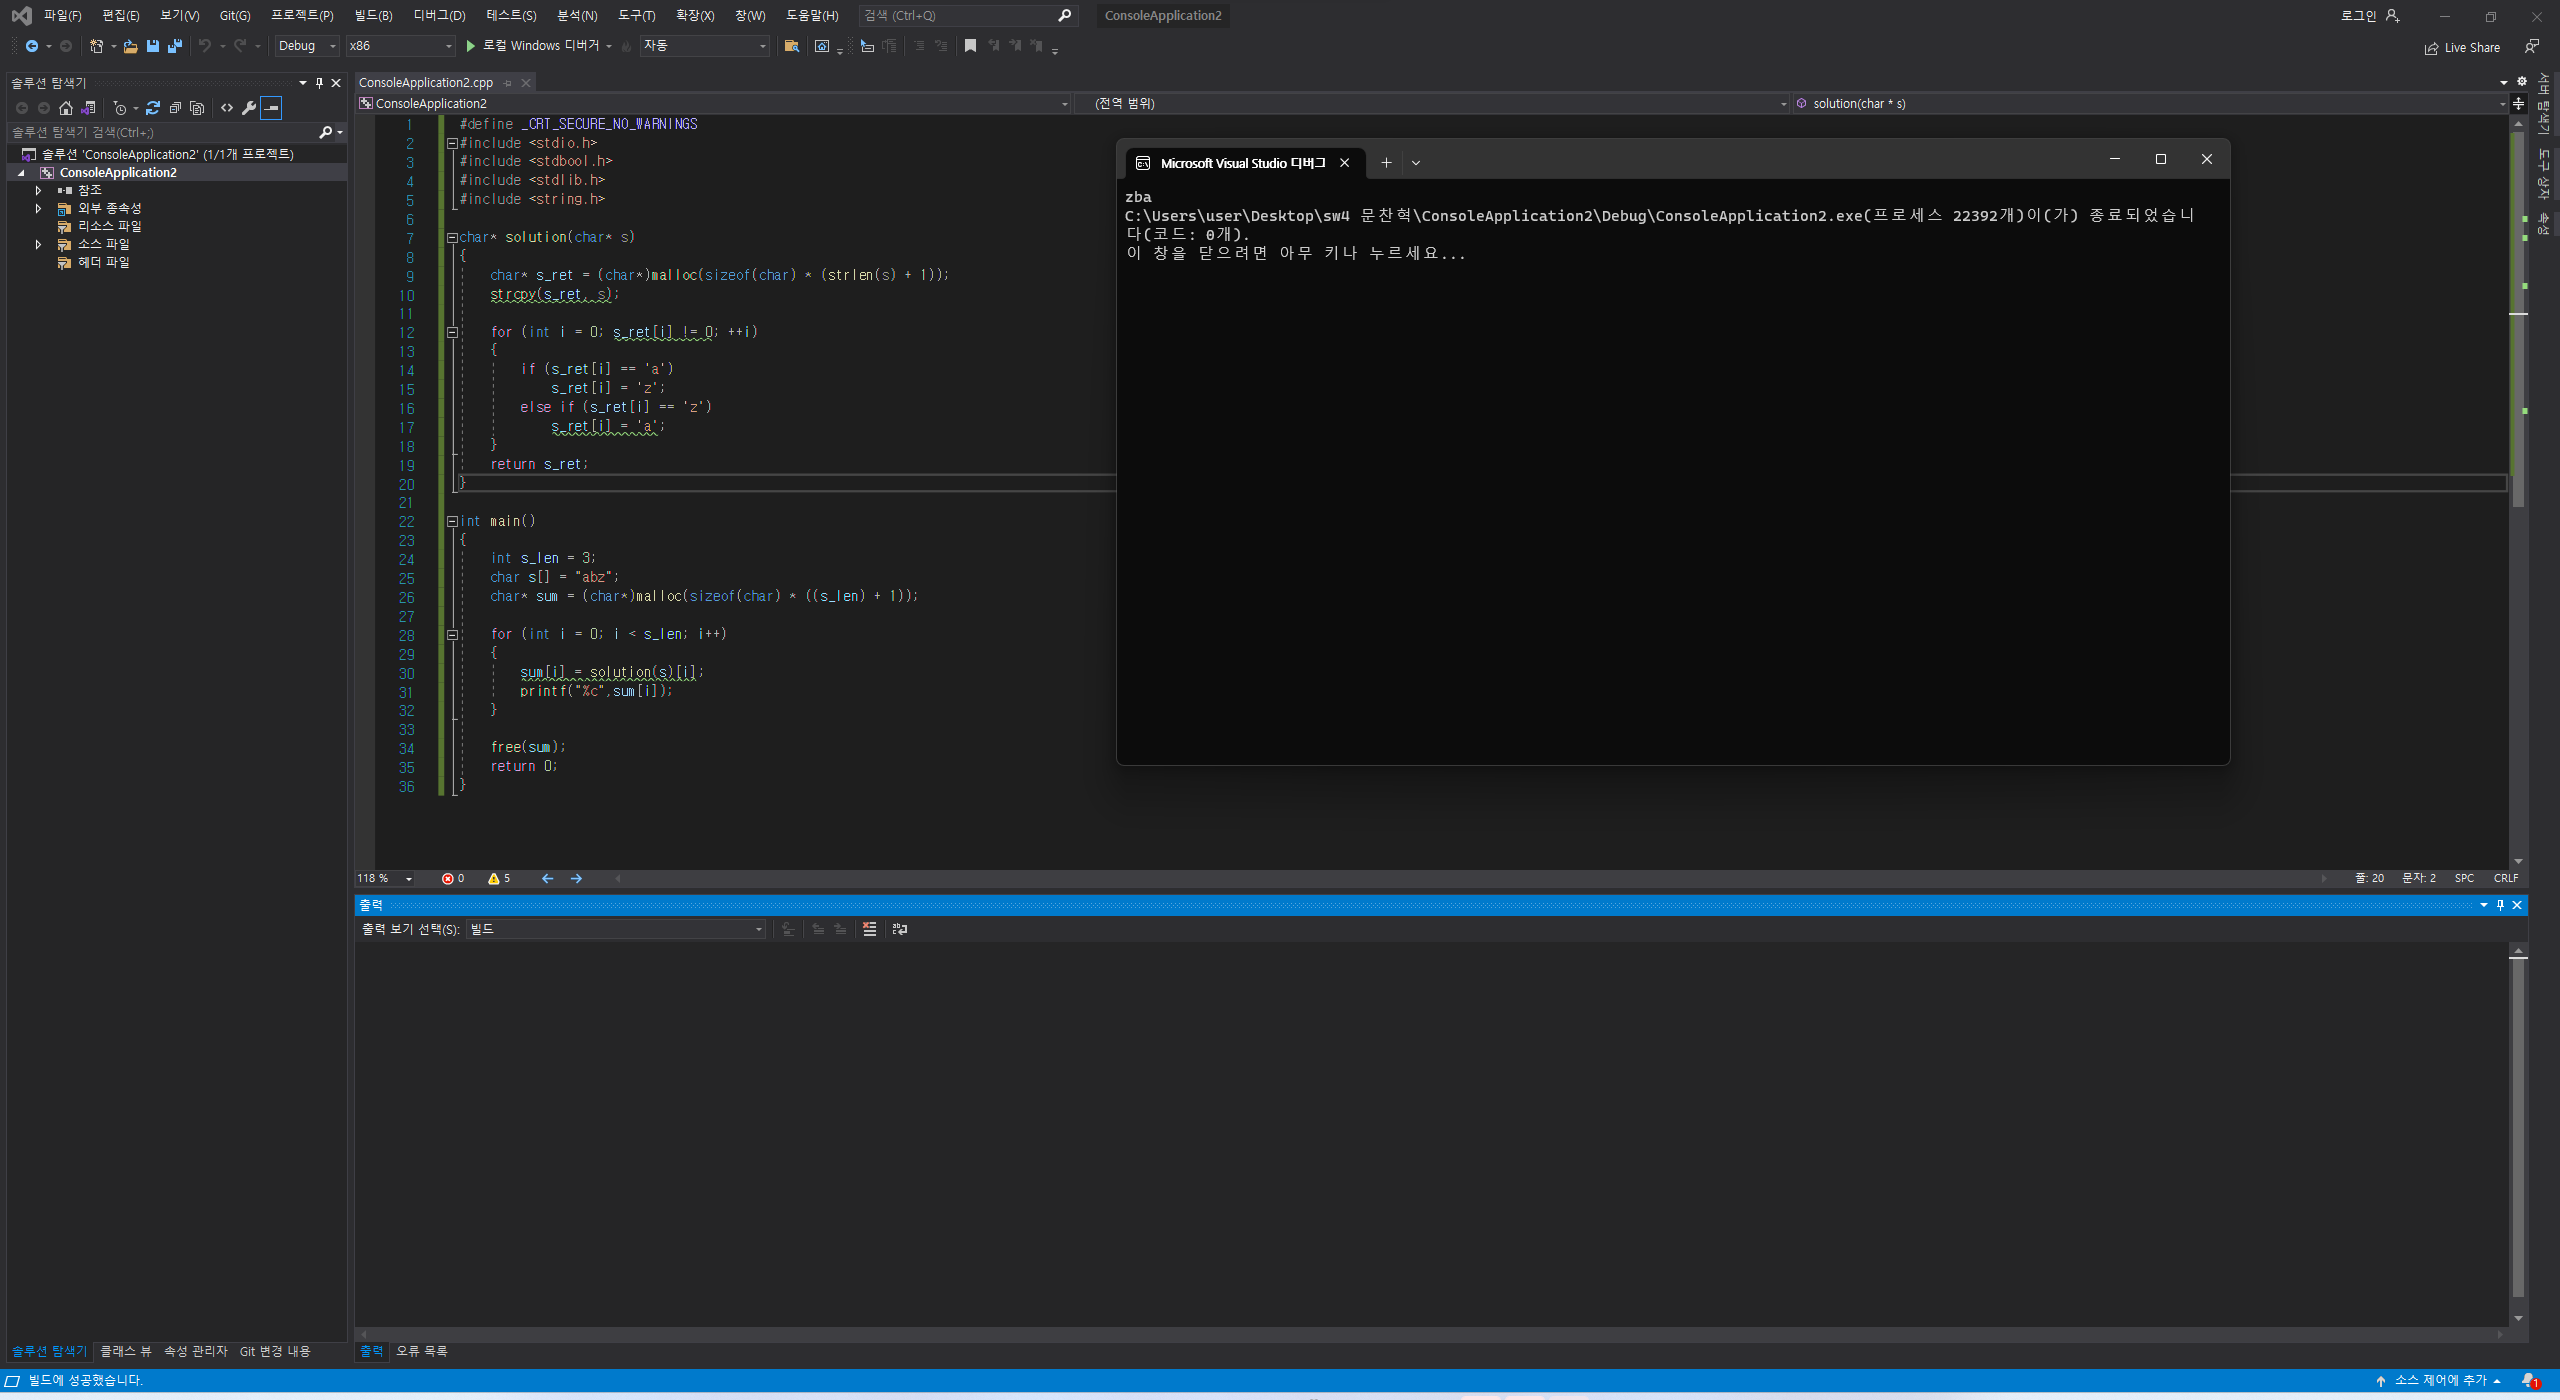 파일(F) 편집(E) 보기(V) Git(G) 프로젝트(P) 빌드(B) 디버그(D) 테스트(S) 분석(N) 도구(T) 확장(X) 창(W) 도움말(H) 검색 (Ctrl+Q) ConsoleApplication2 로그인
Debug x86 로컬 Windows 디버거 자동 Live Share
솔루션 탐색기
솔루션 탐색기 검색(Ctrl+;)
솔루션 'ConsoleApplication2' (1/1개 프로젝트)
ConsoleApplication2
참조
외부 종속성
리소스 파일
소스 파일
헤더 파일
ConsoleApplication2.cpp
ConsoleApplication2 (전역 범위) solution(char * s)
1 #define _CRT_SECURE_NO_WARNINGS
2 #include <stdio.h>
3 #include <stdbool.h>
4 #include <stdlib.h>
5 #include <string.h>
6
7 char* solution(char* s)
8 {
9 char* s_ret = (char*)malloc(sizeof(char) * (strlen(s) + 1));
10 strcpy(s_ret, s);
11
12 for (int i = 0; s_ret[i] != 0; ++i)
13 {
14 if (s_ret[i] == 'a')
15 s_ret[i] = 'z';
16 else if (s_ret[i] == 'z')
17 s_ret[i] = 'a';
18 }
19 return s_ret;
20 }
21
22 int main()
23 {
24 int s_len = 3;
25 char s[] = "abz";
26 char* sum = (char*)malloc(sizeof(char) * ((s_len) + 1));
27
28 for (int i = 0; i < s_len; i++)
29 {
30 sum[i] = solution(s)[i];
31 printf("%c",sum[i]);
32 }
33
34 free(sum);
35 return 0;
36 }
Microsoft Visual Studio 디버그
zba
C:\Users\user\Desktop\sw4 문찬혁\ConsoleApplication2\Debug\ConsoleApplication2.exe(프로세스 22392개)이(가) 종료되었습니
다(코드: 0개).
이 창을 닫으려면 아무 키나 누르세요...
서버 탐색기
도구 상자
속성
118 % 0 5 줄: 20 문자: 2 SPC CRLF
출력
출력 보기 선택(S): 빌드
솔루션 탐색기 클래스 뷰 속성 관리자 Git 변경 내용 출력 오류 목록
빌드에 성공했습니다. 소스 제어에 추가 1